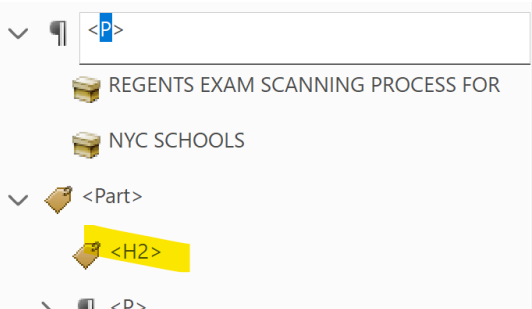 <P>
REGENTS EXAM SCANNING PROCESS FOR
NYC SCHOOLS
<Part>
<H2>
<P>